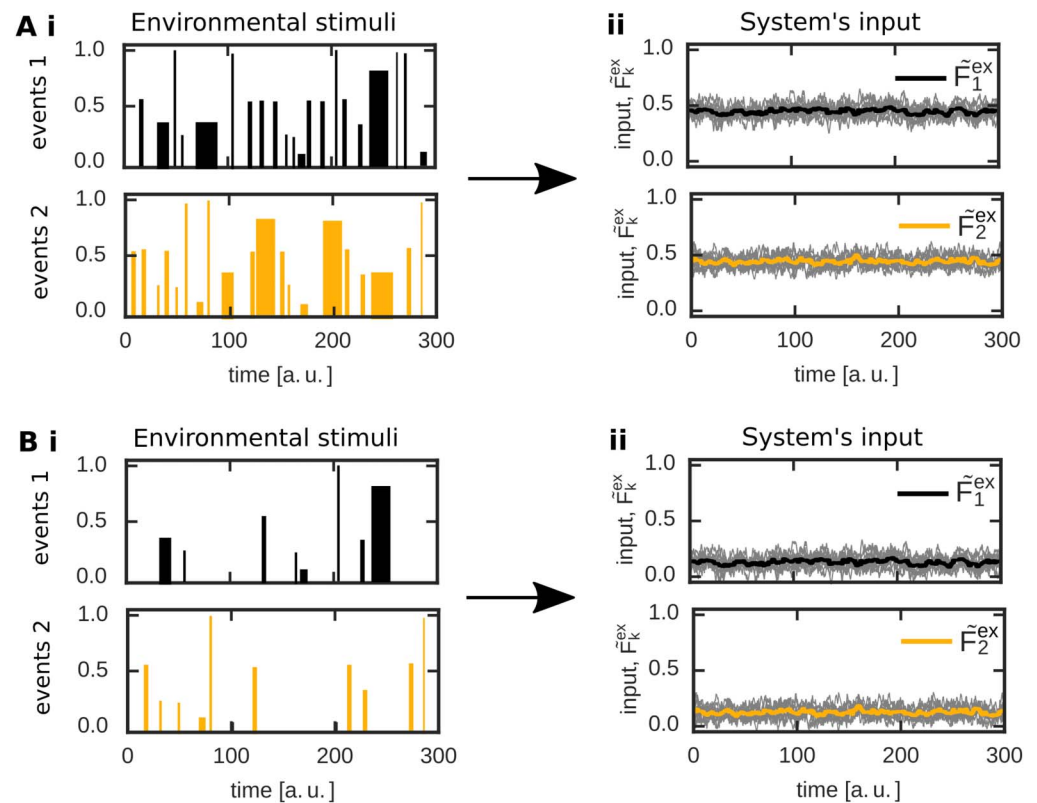 A i
Environmental stimuli
events 1
1.0
0.5
0.0
events 2
1.0
0.5
0.0
0 100 200 300
time [a. u.]
ii
System's input
input, F̃ₖᵉˣ
1.0
0.5
0.0
F̃₁ᵉˣ
input, F̃ₖᵉˣ
1.0
0.5
0.0
F̃₂ᵉˣ
0 100 200 300
time [a. u.]
B i
Environmental stimuli
events 1
1.0
0.5
0.0
events 2
1.0
0.5
0.0
0 100 200 300
time [a. u.]
ii
System's input
input, F̃ₖᵉˣ
1.0
0.5
0.0
F̃₁ᵉˣ
input, F̃ₖᵉˣ
1.0
0.5
0.0
F̃₂ᵉˣ
0 100 200 300
time [a. u.]